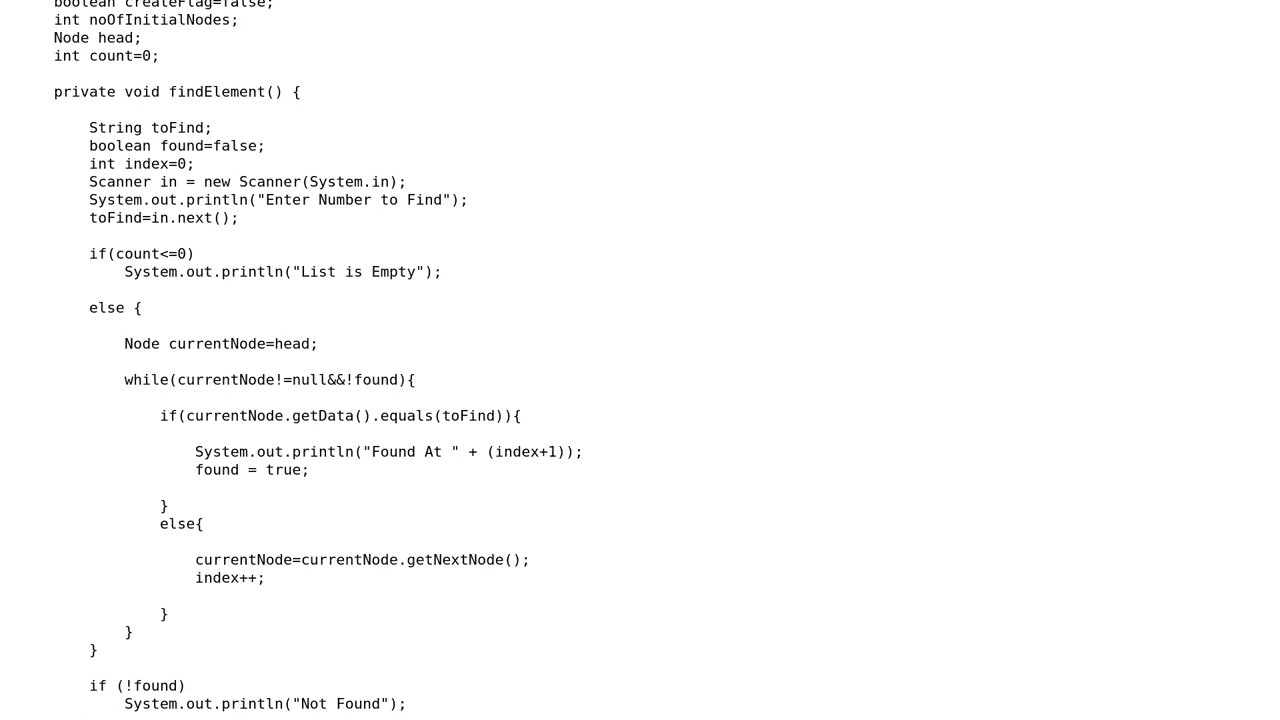 boolean createFlag=false;
int noOfInitialNodes;
Node head;
int count=0;
private void findElement() {
String toFind;
boolean found=false;
int index=0;
Scanner in = new Scanner(System.in);
System.out.println("Enter Number to Find");
toFind=in.next();
if(count<=0)
System.out.println("List is Empty");
else {
Node currentNode=head;
while(currentNode!=null&&!found){
if(currentNode.getData().equals(toFind)){
System.out.println("Found At " + (index+1));
found = true;
}
else{
currentNode=currentNode.getNextNode();
index++;
}
}
}
if (!found)
System.out.println("Not Found");